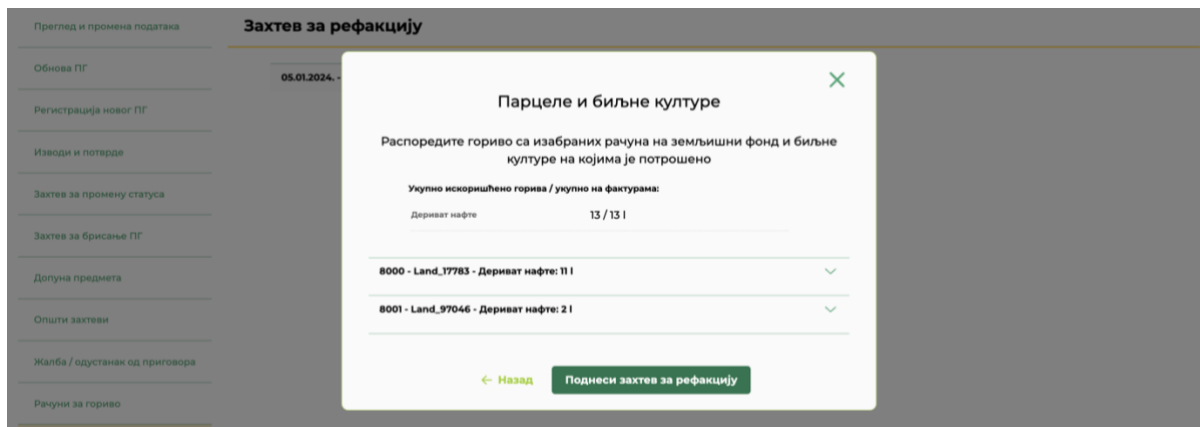 Преглед и промена података
Обнова ПГ
Регистрација новог ПГ
Изводи и потврде
Захтев за промену статуса
Захтев за брисање ПГ
Допуна предмета
Општи захтеви
Жалба / одустанак од приговора
Рачуни за гориво
Захтев за рефакцију
05.01.2024. -
Парцеле и биљне културе
Распоредите гориво са изабраних рачуна на земљишни фонд и биљне
културе на којима је потрошено
Укупно искоришћено горива / укупно на фактурама:
Дериват нафте 13 / 13 l
8000 - Land_17783 - Дериват нафте: 11 l
8001 - Land_97046 - Дериват нафте: 2 l
← Назад Поднеси захтев за рефакцију